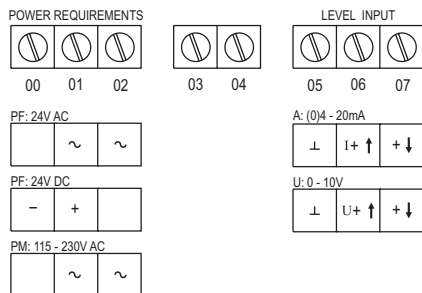 POWER REQUIREMENTS
LEVEL INPUT
00 01 02 03 04 05 06 07
PF: 24V AC
~ ~
A: (0)4 - 20mA
⊥ I+ ↑ + ↓
PF: 24V DC
− +
U: 0 - 10V
⊥ U+ ↑ + ↓
PM: 115 - 230V AC
~ ~